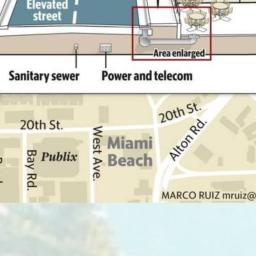 Elevated
street
Area enlarged
Sanitary sewer
Power and telecom
20th St.
20th St.
Bay Rd.
Publix
West Ave.
Miami
Beach
Alton Rd.
MARCO RUIZ mruiz@